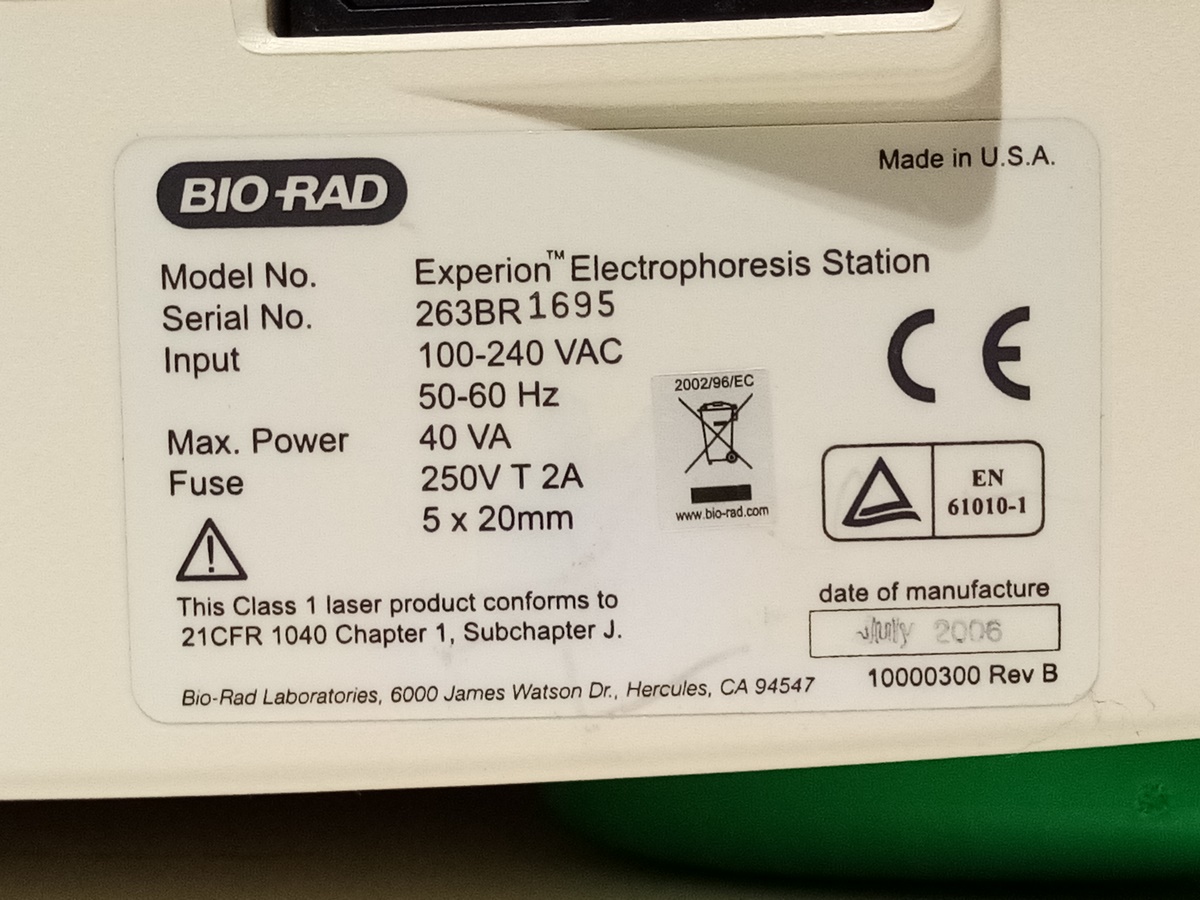 BIO-RAD
Made in U.S.A.
Model No. Experion™ Electrophoresis Station
Serial No. 263BR1695
Input 100-240 VAC
50-60 Hz
Max. Power 40 VA
Fuse 250V T 2A
5 x 20mm
2002/96/EC
www.bio-rad.com
CE
EN
61010-1
This Class 1 laser product conforms to
21CFR 1040 Chapter 1, Subchapter J.
date of manufacture
2006
10000300 Rev B
Bio-Rad Laboratories, 6000 James Watson Dr., Hercules, CA 94547